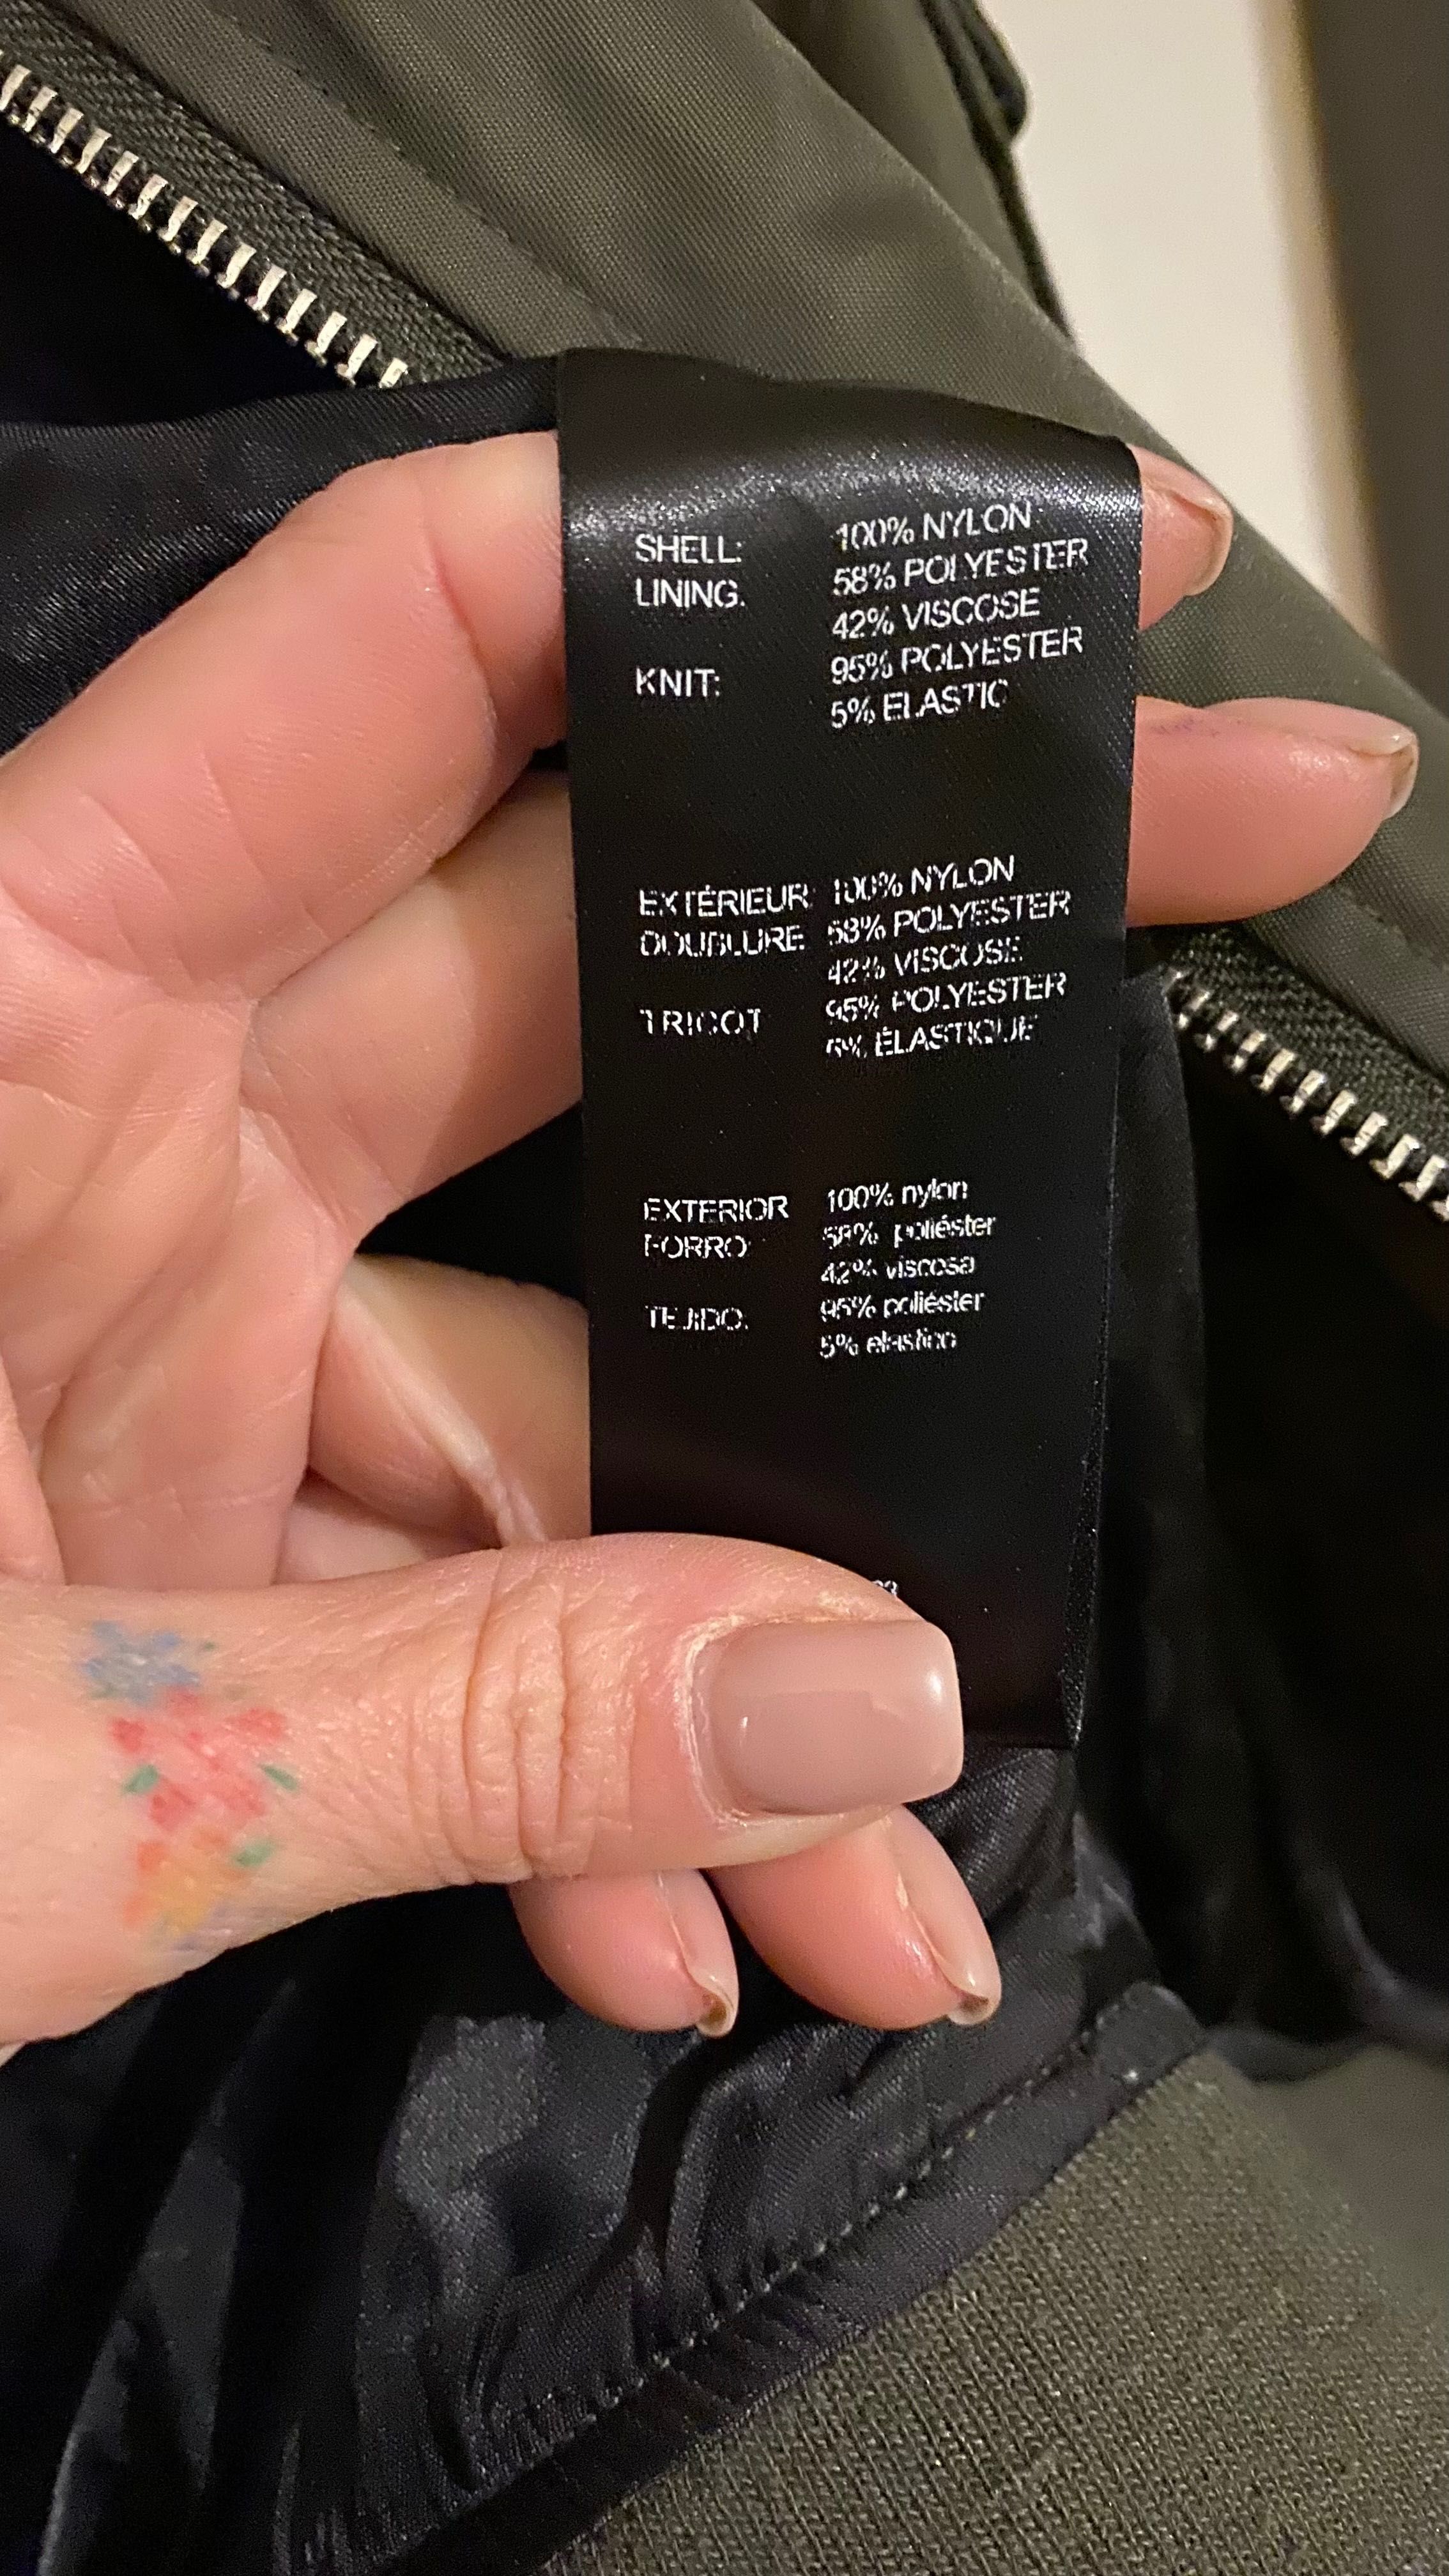 SHELL: 100% NYLON
LINING: 58% POLYESTER
42% VISCOSE
KNIT: 95% POLYESTER
5% ELASTIC
EXTÉRIEUR: 100% NYLON
DOUBLURE 58% POLYESTER
42% VISCOSE
TRICOT 95% POLYESTER
5% ÉLASTIQUE
EXTERIOR 100% nylon
FORRO 58% poliéster
42% viscosa
TEJIDO: 95% poliéster
5% elastico